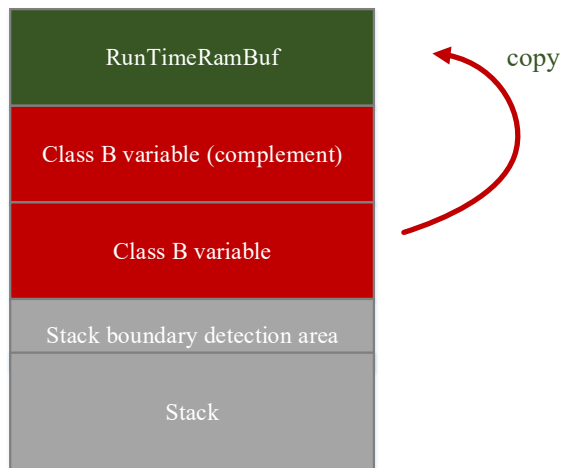 RunTimeRamBuf
copy
Class B variable (complement)
Class B variable
Stack boundary detection area
Stack